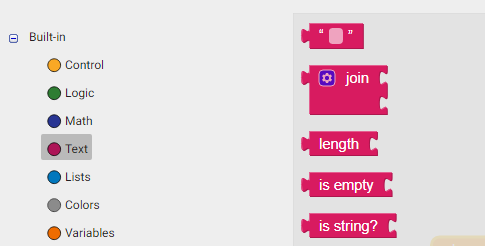 Built-in
Control
Logic
Math
Text
Lists
Colors
Variables
“ ”
join
length
is empty
is string?